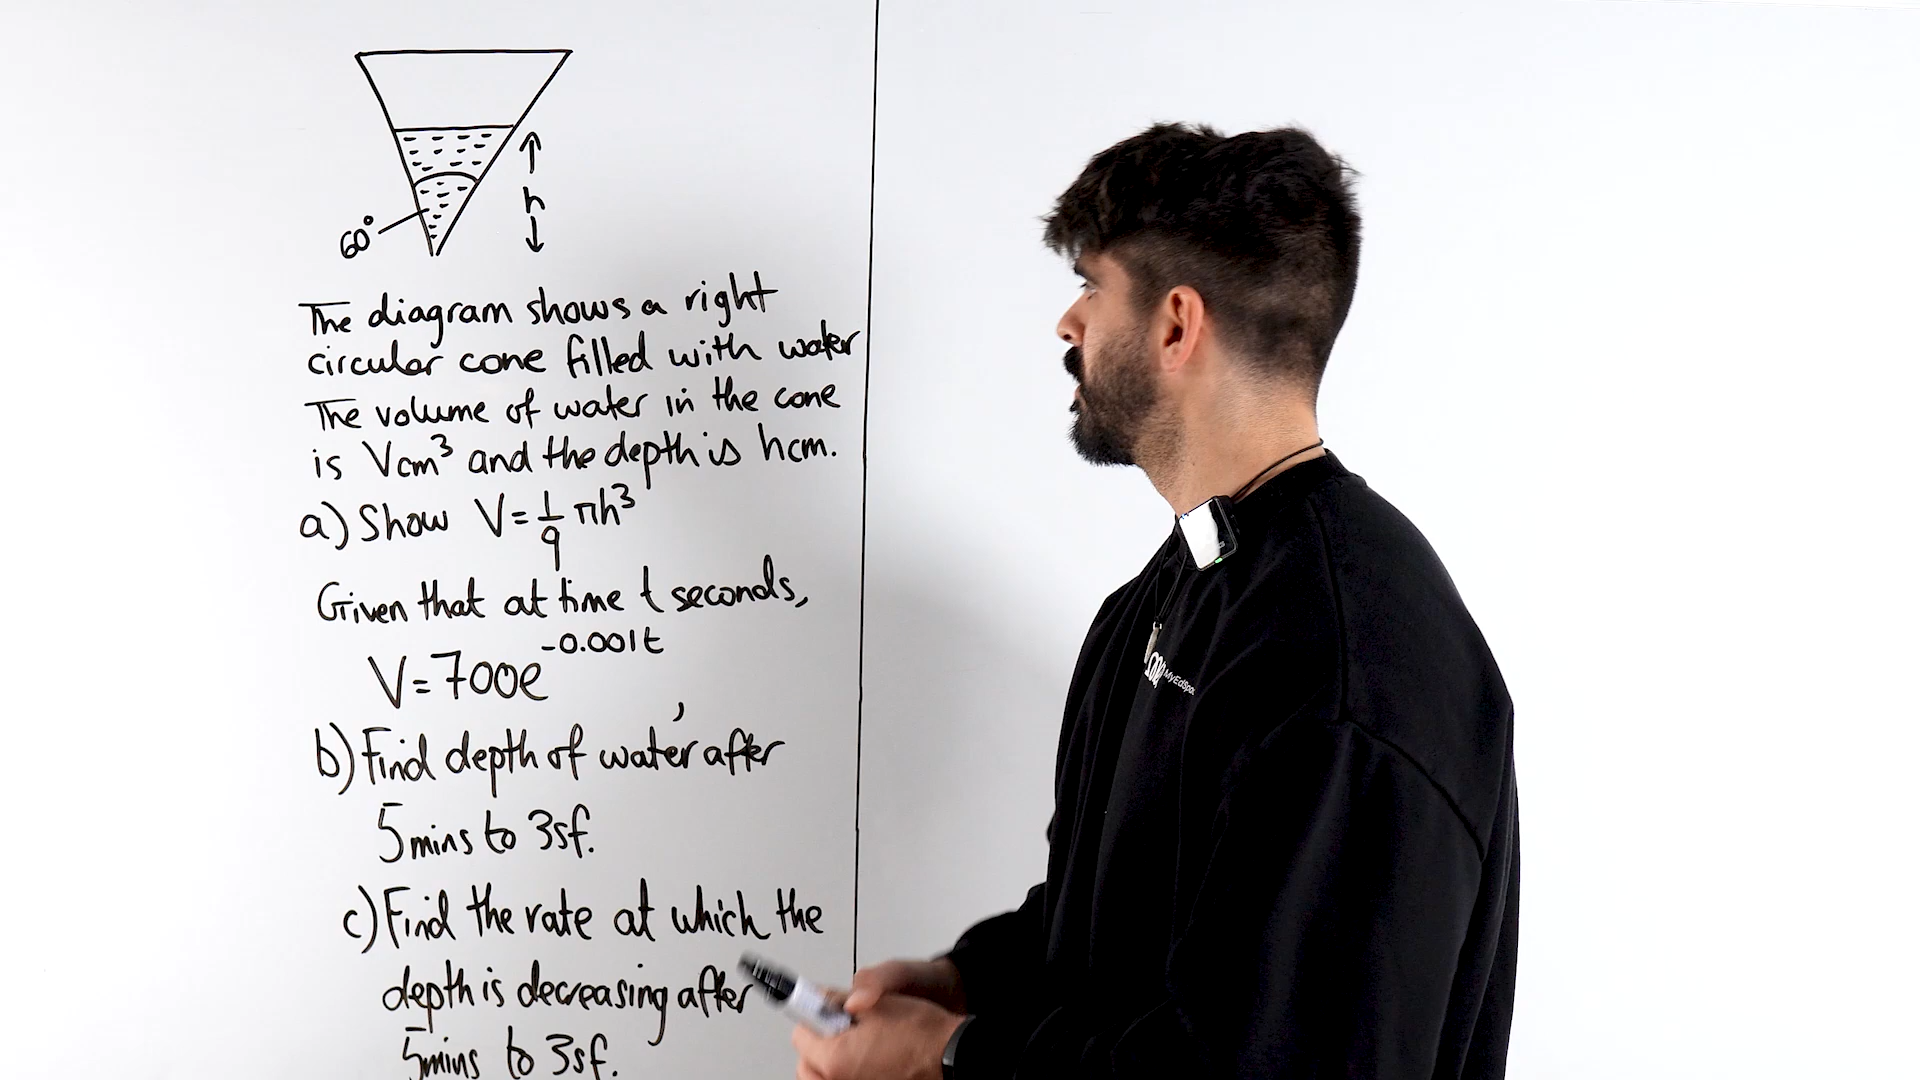 h
60°
The diagram shows a right
circular cone filled with water
The volume of water in the cone
is Vcm³ and the depth is hcm.
a) Show V = 1/9 πh³
Given that at time t seconds,
V = 700e^-0.001t,
b) Find depth of water after
5mins to 3sf.
c) Find the rate at which the
depth is decreasing after
5mins to 3sf.